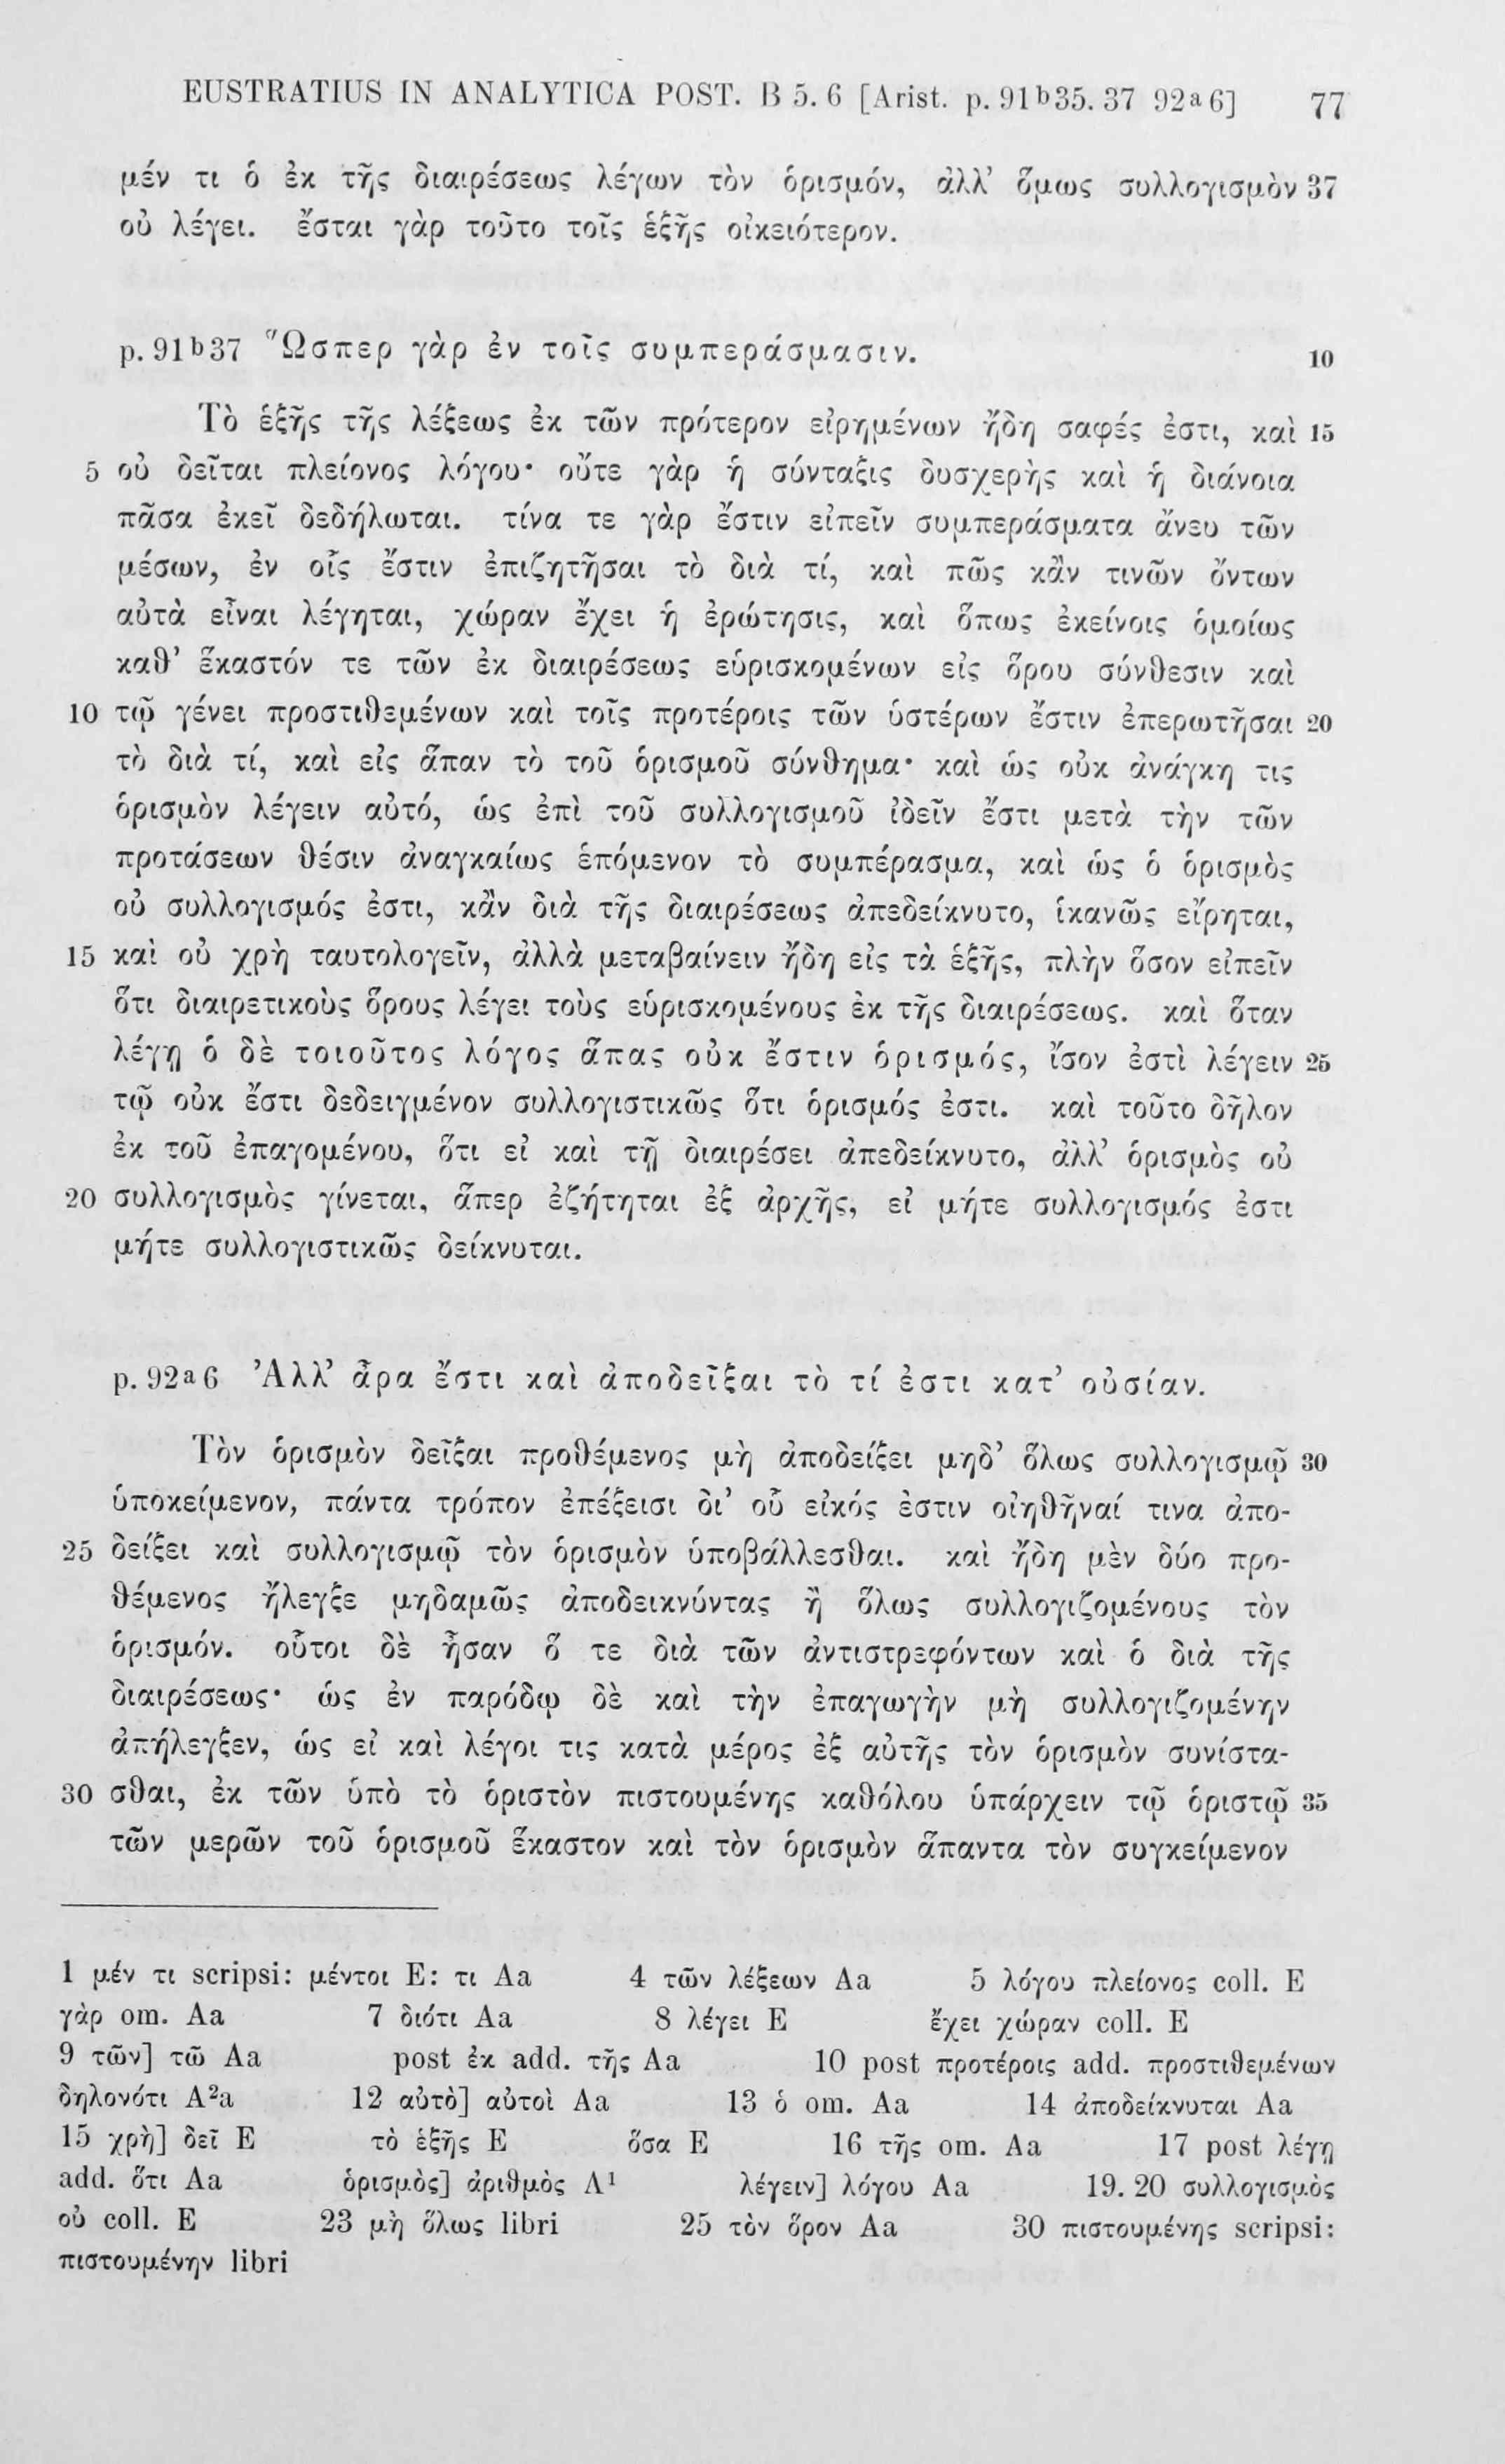 EUSTRATIUS IN ANALYTICA POST. B 5. 6 [Arist. p. 91ᵇ35. 37 92ᵃ6] 77
μέν τι ὁ ἐκ τῆς διαιρέσεως λέγων τὸν ὁρισμόν, ἀλλ’ ὅμως συλλογισμὸν 37
οὐ λέγει. ἔσται γὰρ τοῦτο τοῖς ἑξῆς οἰκειότερον.
p. 91ᵇ37 Ὥσπερ γὰρ ἐν τοῖς συμπεράσμασιν. 10
Τὸ ἑξῆς τῆς λέξεως ἐκ τῶν πρότερον εἰρημένων ἤδη σαφές ἐστι, καὶ 15
5 οὐ δεῖται πλείονος λόγου· οὔτε γὰρ ἡ σύνταξις δυσχερὴς καὶ ἡ διάνοια
πᾶσα ἐκεῖ δεδήλωται. τίνα τε γὰρ ἔστιν εἰπεῖν συμπεράσματα ἄνευ τῶν
μέσων, ἐν οἷς ἔστιν ἐπιζητῆσαι τὸ διὰ τί, καὶ πῶς κἄν τινῶν ὄντων
αὐτὰ εἶναι λέγηται, χώραν ἔχει ἡ ἐρώτησις, καὶ ὅπως ἐκείνοις ὁμοίως
καθ’ ἕκαστόν τε τῶν ἐκ διαιρέσεως εὑρισκομένων εἰς ὅρου σύνθεσιν καὶ
10 τῷ γένει προστιθεμένων καὶ τοῖς προτέροις τῶν ὑστέρων ἔστιν ἐπερωτῆσαι 20
τὸ διὰ τί, καὶ εἰς ἅπαν τὸ τοῦ ὁρισμοῦ σύνθημα· καὶ ὡς οὐκ ἀνάγκη τις
ὁρισμὸν λέγειν αὐτό, ὡς ἐπὶ τοῦ συλλογισμοῦ ἰδεῖν ἔστι μετὰ τὴν τῶν
προτάσεων θέσιν ἀναγκαίως ἑπόμενον τὸ συμπέρασμα, καὶ ὡς ὁ ὁρισμὸς
οὐ συλλογισμός ἐστι, κἂν διὰ τῆς διαιρέσεως ἀπεδείκνυτο, ἱκανῶς εἴρηται,
15 καὶ οὐ χρὴ ταυτολογεῖν, ἀλλὰ μεταβαίνειν ἤδη εἰς τὰ ἑξῆς, πλὴν ὅσον εἰπεῖν
ὅτι διαιρετικοὺς ὅρους λέγει τοὺς εὑρισκομένους ἐκ τῆς διαιρέσεως. καὶ ὅταν
λέγῃ ὁ δὲ τοιοῦτος λόγος ἅπας οὐκ ἔστιν ὁρισμός, ἴσον ἐστὶ λέγειν 25
τῷ οὐκ ἔστι δεδειγμένον συλλογιστικῶς ὅτι ὁρισμός ἐστι. καὶ τοῦτο δῆλον
ἐκ τοῦ ἐπαγομένου, ὅτι εἰ καὶ τῇ διαιρέσει ἀπεδείκνυτο, ἀλλ’ ὁρισμὸς οὐ
20 συλλογισμὸς γίνεται, ἅπερ ἐζήτηται ἐξ ἀρχῆς, εἰ μήτε συλλογισμός ἐστι
μήτε συλλογιστικῶς δείκνυται.
p. 92ᵃ6 Ἀλλ’ ἆρα ἔστι καὶ ἀποδεῖξαι τὸ τί ἐστι κατ’ οὐσίαν.
Τὸν ὁρισμὸν δεῖξαι προθέμενος μὴ ἀποδείξει μηδ’ ὅλως συλλογισμῷ 30
ὑποκείμενον, πάντα τρόπον ἐπέξεισι δι’ οὗ εἰκός ἐστιν οἰηθῆναί τινα ἀπο-
25 δείξει καὶ συλλογισμῷ τὸν ὁρισμὸν ὑποβάλλεσθαι. καὶ ἤδη μὲν δύο προ-
θέμενος ἤλεγξε μηδαμῶς ἀποδεικνύντας ἢ ὅλως συλλογιζομένους τὸν
ὁρισμόν. οὗτοι δὲ ἦσαν ὅ τε διὰ τῶν ἀντιστρεφόντων καὶ ὁ διὰ τῆς
διαιρέσεως· ὡς ἐν παρόδῳ δὲ καὶ τὴν ἐπαγωγὴν μὴ συλλογιζομένην
ἀπήλεγξεν, ὡς εἰ καὶ λέγοι τις κατὰ μέρος ἐξ αὐτῆς τὸν ὁρισμὸν συνίστα-
30 σθαι, ἐκ τῶν ὑπὸ τὸ ὁριστὸν πιστουμένης καθόλου ὑπάρχειν τῷ ὁριστῷ 35
τῶν μερῶν τοῦ ὁρισμοῦ ἕκαστον καὶ τὸν ὁρισμὸν ἅπαντα τὸν συγκείμενον
1 μέν τι scripsi: μέντοι E: τι Aa 4 τῶν λέξεων Aa 5 λόγου πλείονος coll. E
γὰρ om. Aa 7 διότι Aa 8 λέγει E ἔχει χώραν coll. E
9 τῶν] τῶ Aa post ἐκ add. τῆς Aa 10 post προτέροις add. προστιθεμένων
δηλονότι A²a 12 αὐτὸ] αὐτοὶ Aa 13 ὁ om. Aa 14 ἀποδείκνυται Aa
15 χρὴ] δεῖ E τὸ ἑξῆς E ὅσα E 16 τῆς om. Aa 17 post λέγῃ
add. ὅτι Aa ὁρισμὸς] ἀριθμὸς A¹ λέγειν] λόγου Aa 19. 20 συλλογισμὸς
οὐ coll. E 23 μὴ ὅλως libri 25 τὸν ὅρον Aa 30 πιστουμένης scripsi:
πιστουμένην libri